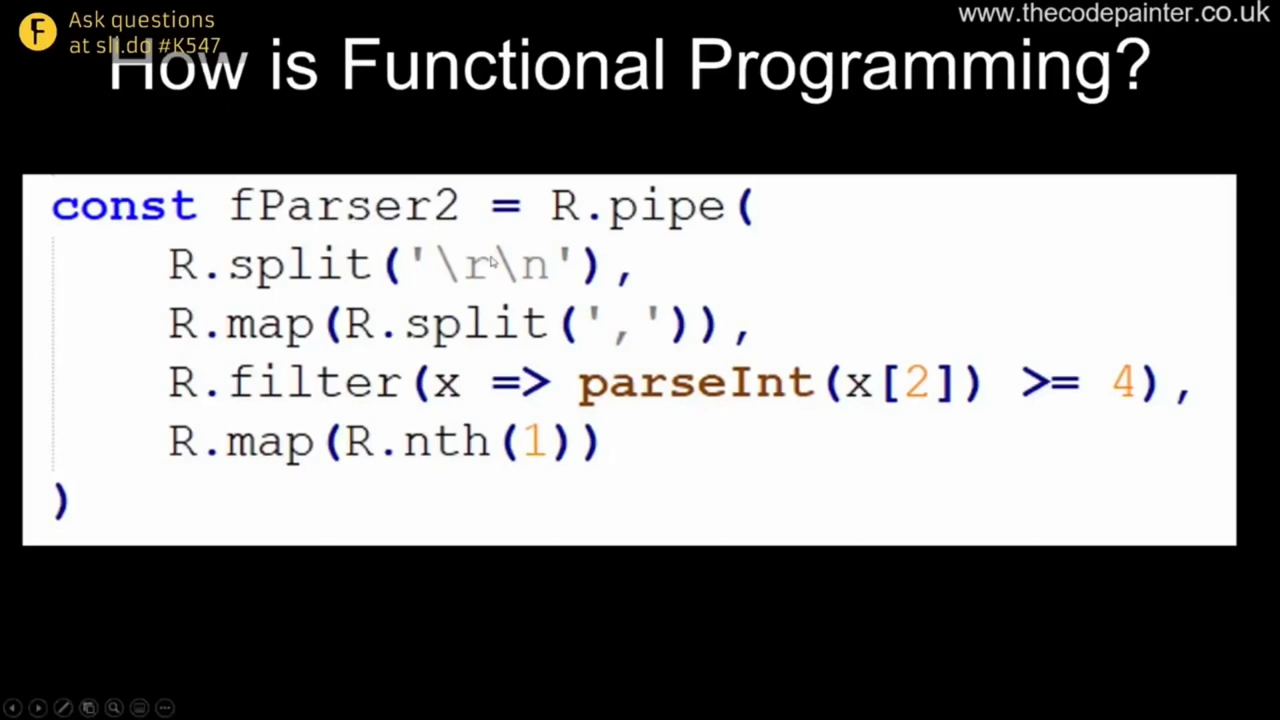 Ask questions
at sli.do #K547
www.thecodepainter.co.uk
How is Functional Programming?
const fParser2 = R.pipe(
    R.split('\r\n'),
    R.map(R.split(',')),
    R.filter(x => parseInt(x[2]) >= 4),
    R.map(R.nth(1))
)